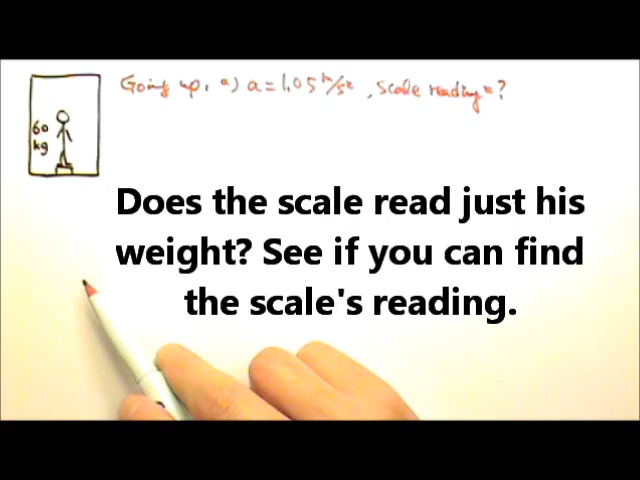 Going up, a) a = 1.05 m/s², scale reading = ?
60
kg
Does the scale read just his
weight? See if you can find
the scale's reading.